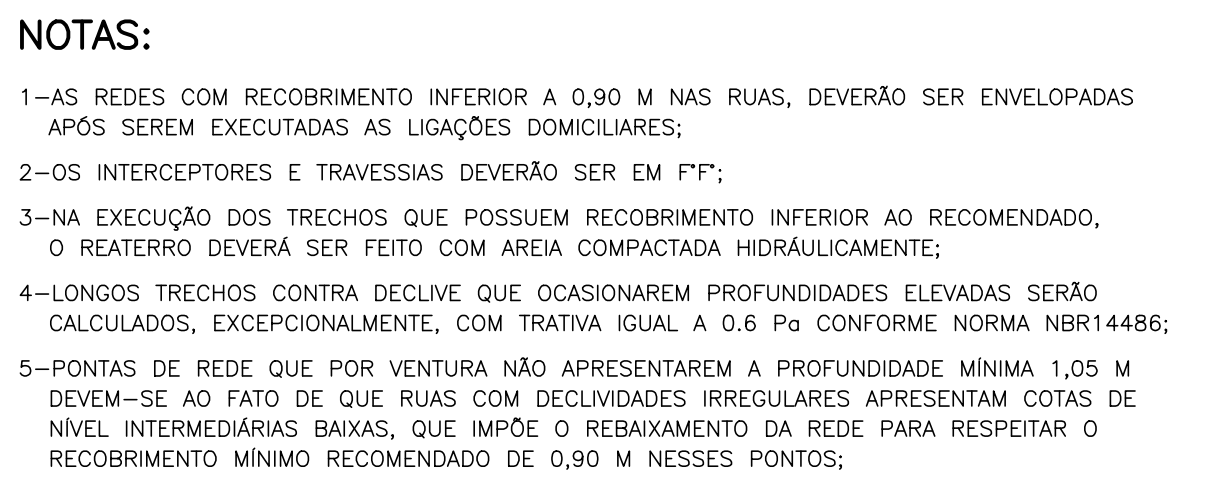 NOTAS:
1-AS REDES COM RECOBRIMENTO INFERIOR A 0,90 M NAS RUAS, DEVERÃO SER ENVELOPADAS
APÓS SEREM EXECUTADAS AS LIGAÇÕES DOMICILIARES;
2-OS INTERCEPTORES E TRAVESSIAS DEVERÃO SER EM F°F°;
3-NA EXECUÇÃO DOS TRECHOS QUE POSSUEM RECOBRIMENTO INFERIOR AO RECOMENDADO,
O REATERRO DEVERÁ SER FEITO COM AREIA COMPACTADA HIDRÁULICAMENTE;
4-LONGOS TRECHOS CONTRA DECLIVE QUE OCASIONAREM PROFUNDIDADES ELEVADAS SERÃO
CALCULADOS, EXCEPCIONALMENTE, COM TRATIVA IGUAL A 0.6 Pa CONFORME NORMA NBR14486;
5-PONTAS DE REDE QUE POR VENTURA NÃO APRESENTAREM A PROFUNDIDADE MÍNIMA 1,05 M
DEVEM-SE AO FATO DE QUE RUAS COM DECLIVIDADES IRREGULARES APRESENTAM COTAS DE
NÍVEL INTERMEDIÁRIAS BAIXAS, QUE IMPÕE O REBAIXAMENTO DA REDE PARA RESPEITAR O
RECOBRIMENTO MÍNIMO RECOMENDADO DE 0,90 M NESSES PONTOS;